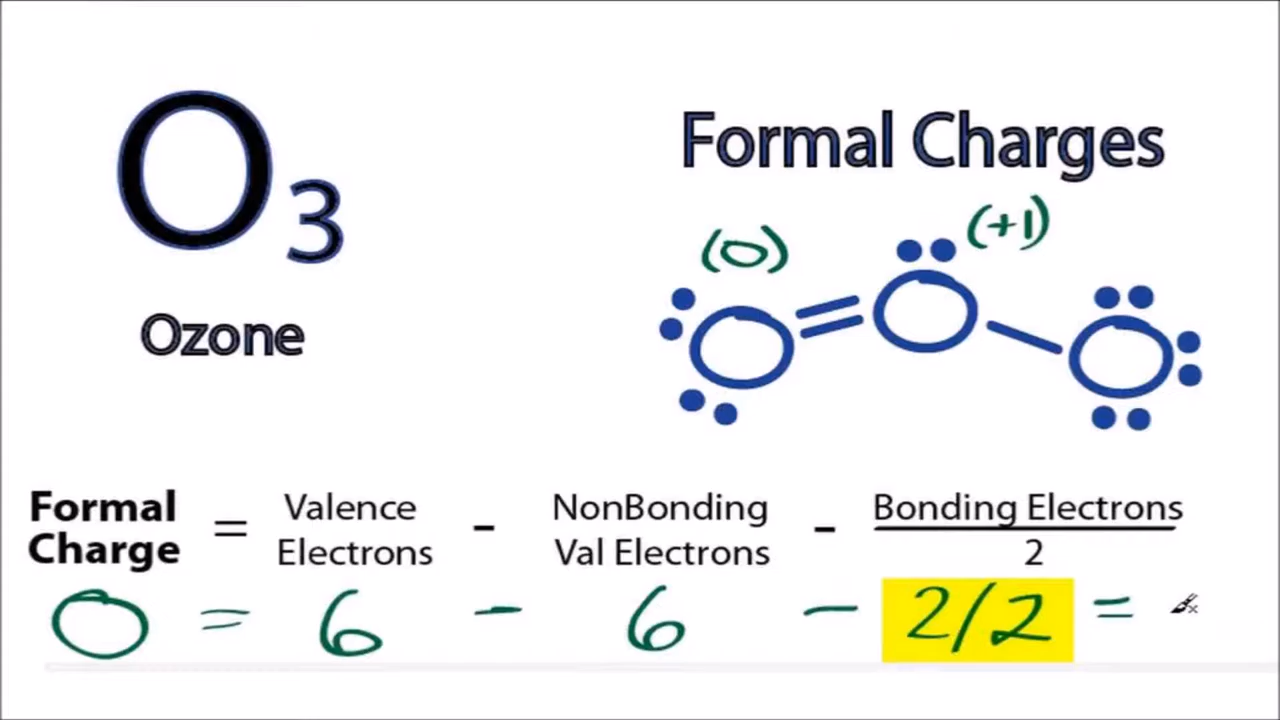 O₃
Ozone
Formal Charges
(0) (+1)
O=O-O
Formal Charge = Valence Electrons - NonBonding Val Electrons - Bonding Electrons / 2
O = 6 - 6 - 2/2 =